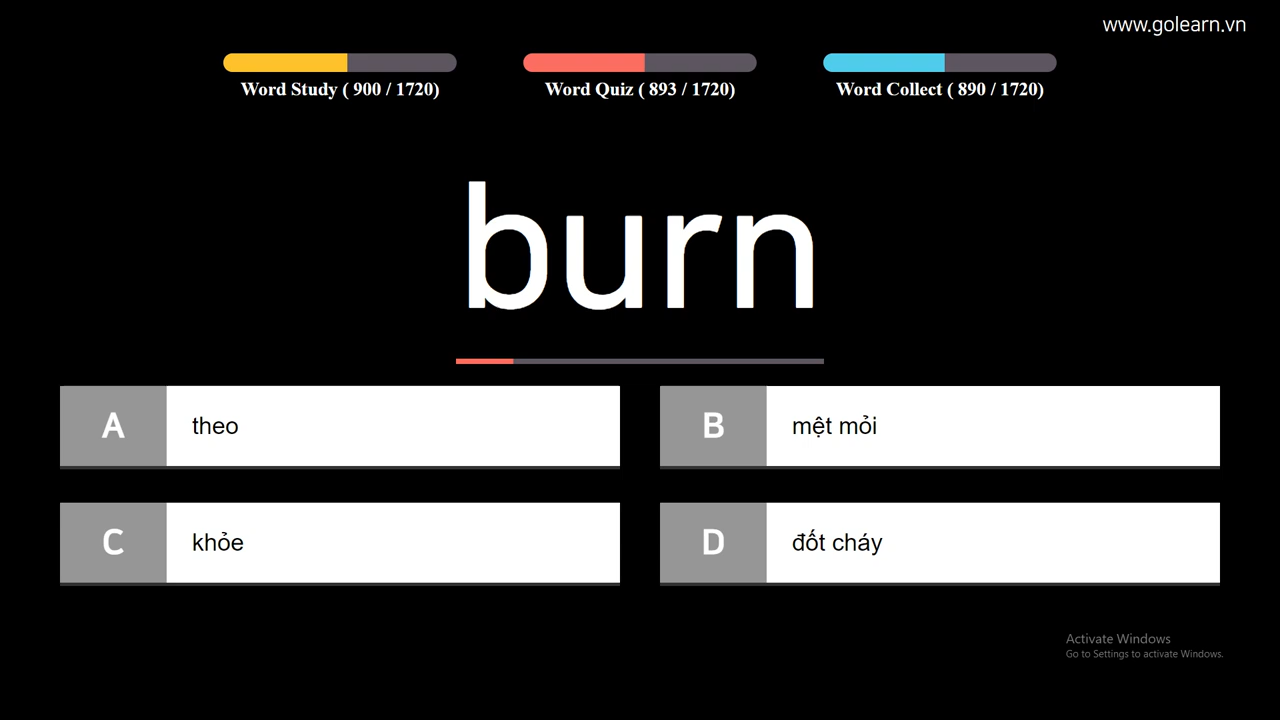 www.golearn.vn
Word Study ( 900 / 1720)
Word Quiz ( 893 / 1720)
Word Collect ( 890 / 1720)
burn
A theo
B mệt mỏi
C khỏe
D đốt cháy
Activate Windows
Go to Settings to activate Windows.